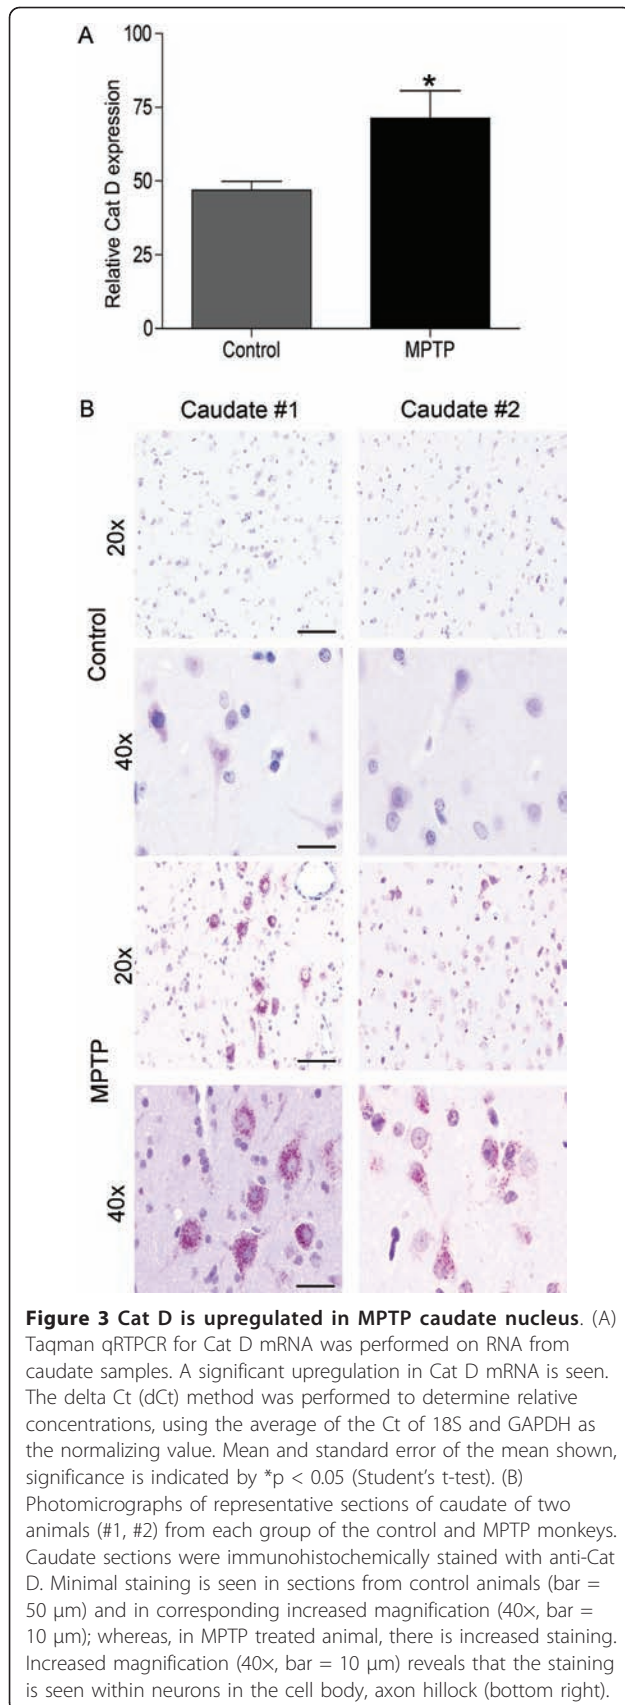 A
100
75
50
25
0
Relative Cat D expression
*
Control
MPTP
B
Caudate #1
Caudate #2
Control
20x
40x
MPTP
20x
40x
Figure 3 Cat D is upregulated in MPTP caudate nucleus. (A)
Taqman qRTPCR for Cat D mRNA was performed on RNA from
caudate samples. A significant upregulation in Cat D mRNA is seen.
The delta Ct (dCt) method was performed to determine relative
concentrations, using the average of the Ct of 18S and GAPDH as
the normalizing value. Mean and standard error of the mean shown,
significance is indicated by *p < 0.05 (Student's t-test). (B)
Photomicrographs of representative sections of caudate of two
animals (#1, #2) from each group of the control and MPTP monkeys.
Caudate sections were immunohistochemically stained with anti-Cat
D. Minimal staining is seen in sections from control animals (bar =
50 μm) and in corresponding increased magnification (40×, bar =
10 μm); whereas, in MPTP treated animal, there is increased staining.
Increased magnification (40×, bar = 10 μm) reveals that the staining
is seen within neurons in the cell body, axon hillock (bottom right).